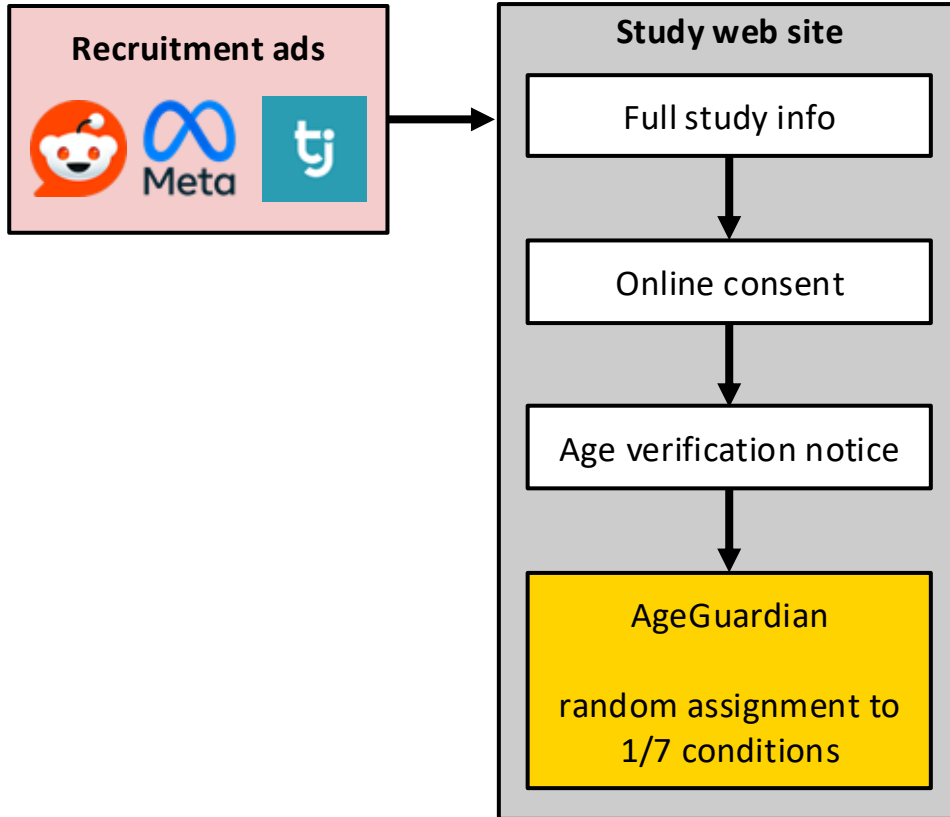 Recruitment ads
Meta
tj
Study web site
Full study info
Online consent
Age verification notice
AgeGuardian
random assignment to
1/7 conditions